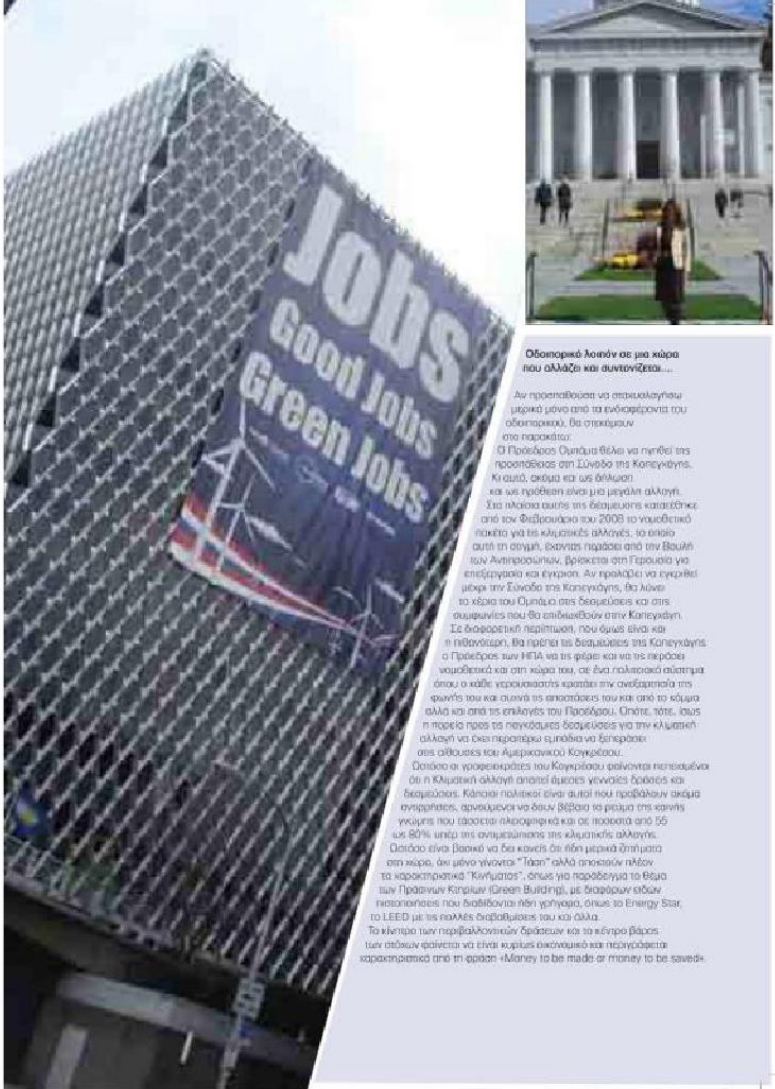 Jobs
Good Jobs
Green Jobs
Οδοιπορικό λοιπόν σε μια χώρα
που αλλάζει και συντονίζεται....
Αν προσπαθούσα να σταχυολογήσω
μερικά μόνο από τα ενδιαφέροντα του
οδοιπορικού, θα στεκόμουν
στα παρακάτω:
Ο Πρόεδρος Ομπάμα θέλει να ηγηθεί της
προσπάθειας στη Σύνοδο της Κοπεγχάγης.
Κι αυτό, ακόμα και ως δήλωση
και ως πρόθεση είναι μια μεγάλη αλλαγή.
Στα πλαίσια αυτής της δέσμευσης κατατέθηκε
από τον Φεβρουάριο του 2008 το νομοθετικό
πακέτο για τις κλιματικές αλλαγές, το οποίο
αυτή τη στιγμή, έχοντας περάσει από την Βουλή
των Αντιπροσώπων, βρίσκεται στη Γερουσία για
επεξεργασία και έγκριση. Αν προλάβει να εγκριθεί
μέχρι την Σύνοδο της Κοπεγχάγης, θα λύνει
τα χέρια του Ομπάμα στις δεσμεύσεις και στις
συμφωνίες που θα επιδιωχθούν στην Κοπεγχάγη.
Σε διαφορετική περίπτωση, που όμως είναι και
η πιθανότερη, θα πρέπει τις δεσμεύσεις της Κοπεγχάγης
ο Πρόεδρος των ΗΠΑ να τις φέρει και να τις περάσει
νομοθετικά και στη χώρα του, σε ένα πολιτειακό σύστημα
όπου ο κάθε γερουσιαστής κρατάει την ανεξαρτησία της
φωνής του και συχνά τις αποστάσεις του και από το κόμμα
αλλά και από τις επιλογές του Προέδρου. Οπότε, τότε, ίσως
η πορεία προς τις παγκόσμιες δεσμεύσεις για την κλιματική
αλλαγή να έχει περαιτέρω εμπόδια να ξεπεράσει
στις αίθουσες του Αμερικανικού Κογκρέσου.
Ωστόσο οι γραφειοκράτες του Κογκρέσου φαίνονται πεπεισμένοι
ότι η Κλιματική αλλαγή απαιτεί άμεσες γενναίες δράσεις και
δεσμεύσεις. Κάποιοι πολιτικοί είναι αυτοί που προβάλουν ακόμα
αντιρρήσεις, αρνούμενοι να δουν βέβαια το ρεύμα της κοινής
γνώμης που τάσσεται πλειοψηφικά και σε ποσοστά από 55
ως 80% υπέρ της αντιμετώπισης της κλιματικής αλλαγής.
Ωστόσο είναι βασικό να δει κανείς ότι ήδη μερικά ζητήματα
στη χώρα, όχι μόνο γίνονται "Τάση" αλλά αποκτούν πλέον
τα χαρακτηριστικά "Κινήματος", όπως για παράδειγμα το θέμα
των Πράσινων Κτηρίων (Green Building), με διαφόρων ειδών
πιστοποιήσεις που διαδίδονται ήδη γρήγορα, όπως το Energy Star,
το LEED με τις πολλές διαβαθμίσεις του και άλλα.
Το κίνητρο των περιβαλλοντικών δράσεων και το κέντρο βάρος
των στόχων φαίνεται να είναι κυρίως οικονομικό και περιγράφεται
χαρακτηριστικά από τη φράση «Money to be made or money to be saved».